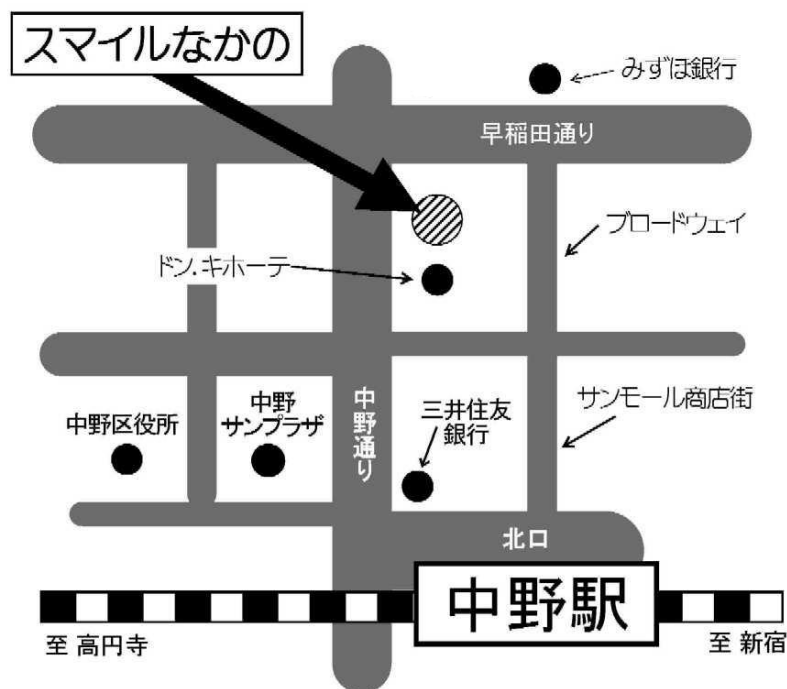 スマイルなかの
みずほ銀行
早稲田通り
ブロードウェイ
ドン.キホーテ
中野区役所
中野
サンプラザ
中野通り
三井住友
銀行
サンモール商店街
北口
中野駅
至 高円寺
至 新宿